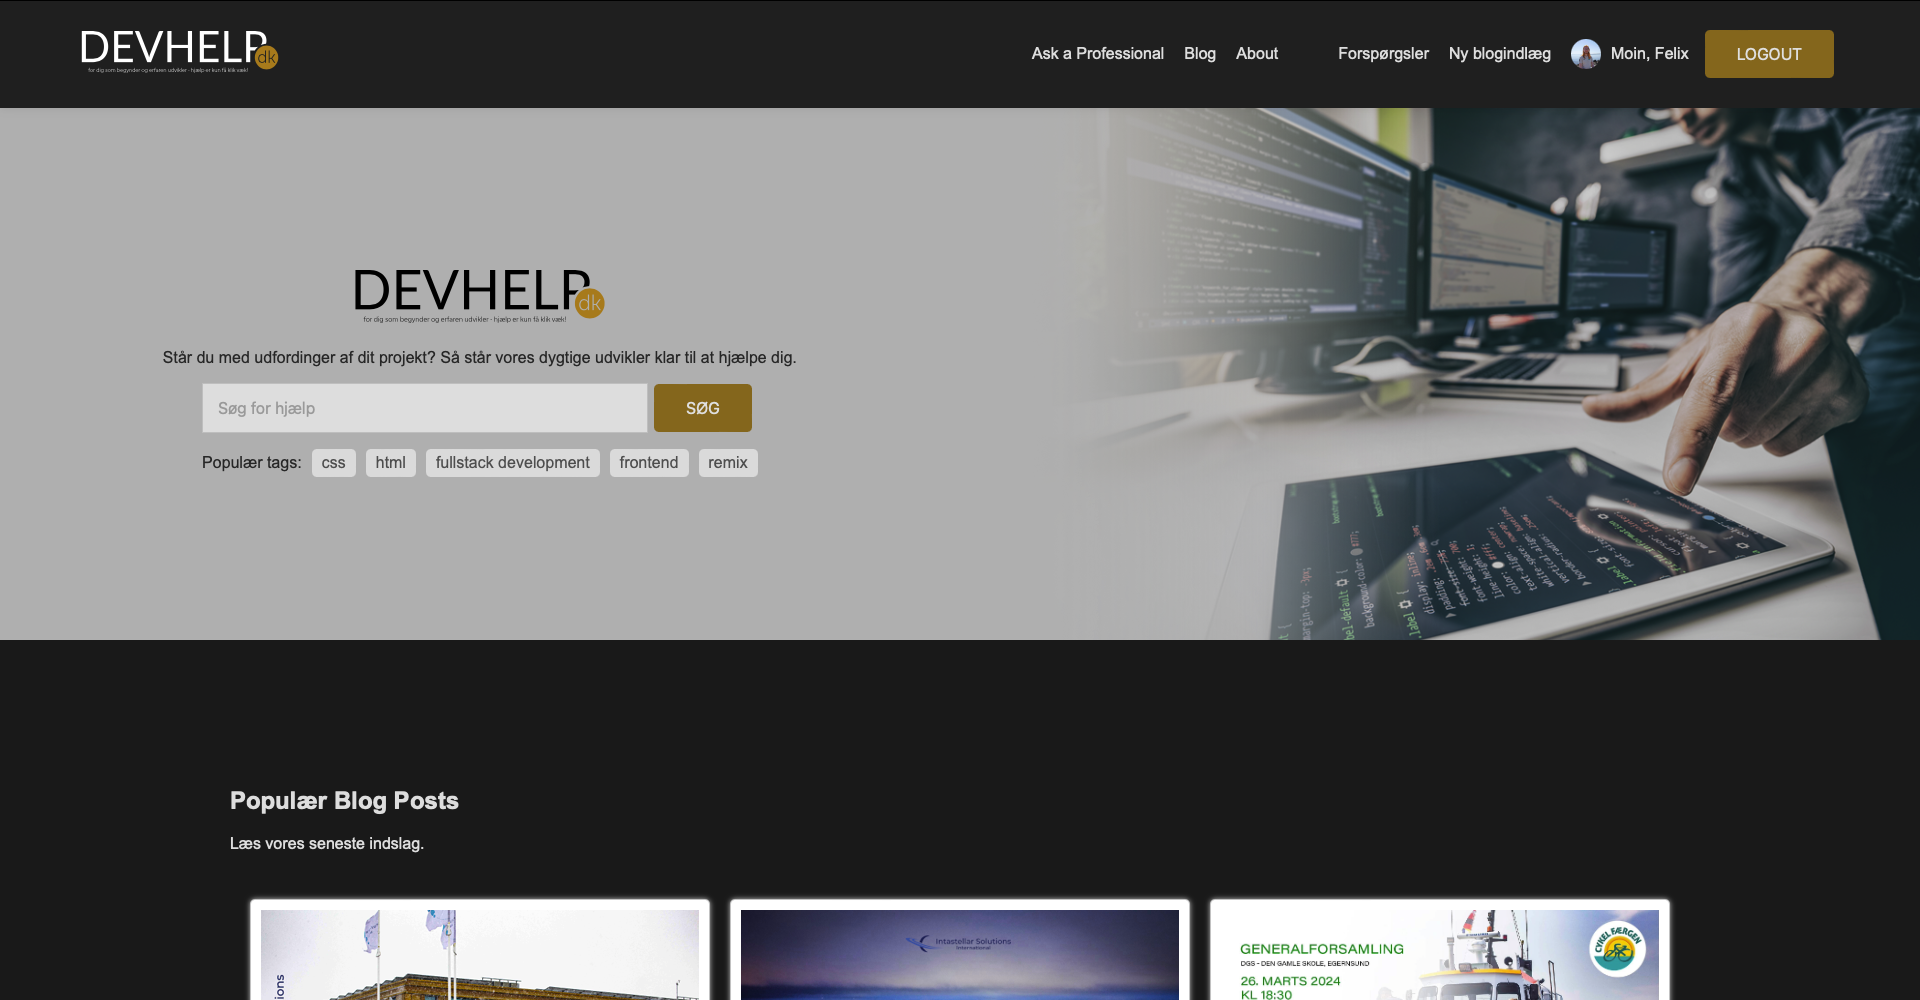 DEVHELP dk
for dig som begynder og erfaren udvikler - hjælp er kun få klik væk!
Ask a Professional Blog About Forspørgsler Ny blogindlæg Moin, Felix LOGOUT
DEVHELP dk
for dig som begynder og erfaren udvikler - hjælp er kun få klik væk!
Står du med udfordinger af dit projekt? Så står vores dygtige udvikler klar til at hjælpe dig.
Søg for hjælp SØG
Populær tags: css html fullstack development frontend remix
Populær Blog Posts
Læs vores seneste indslag.
Intastellar Solutions
International
GENERALFORSAMLING
DGS - DEN GAMLE SKOLE, EGERNSUND
26. MARTS 2024
KL 18:30
CYKELFÆRGEN